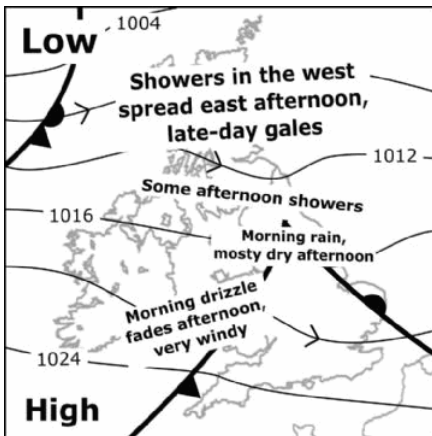 1004
Low
Showers in the west
spread east afternoon,
late-day gales
1012
Some afternoon showers
1016
Morning rain,
mosty dry afternoon
Morning drizzle
fades afternoon,
very windy
1024
High